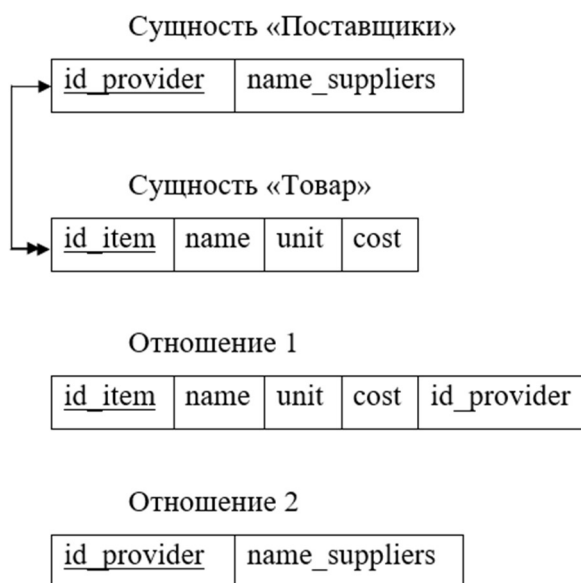 Сущность «Поставщики»
id_provider name_suppliers
Сущность «Товар»
id_item name unit cost
Отношение 1
id_item name unit cost id_provider
Отношение 2
id_provider name_suppliers